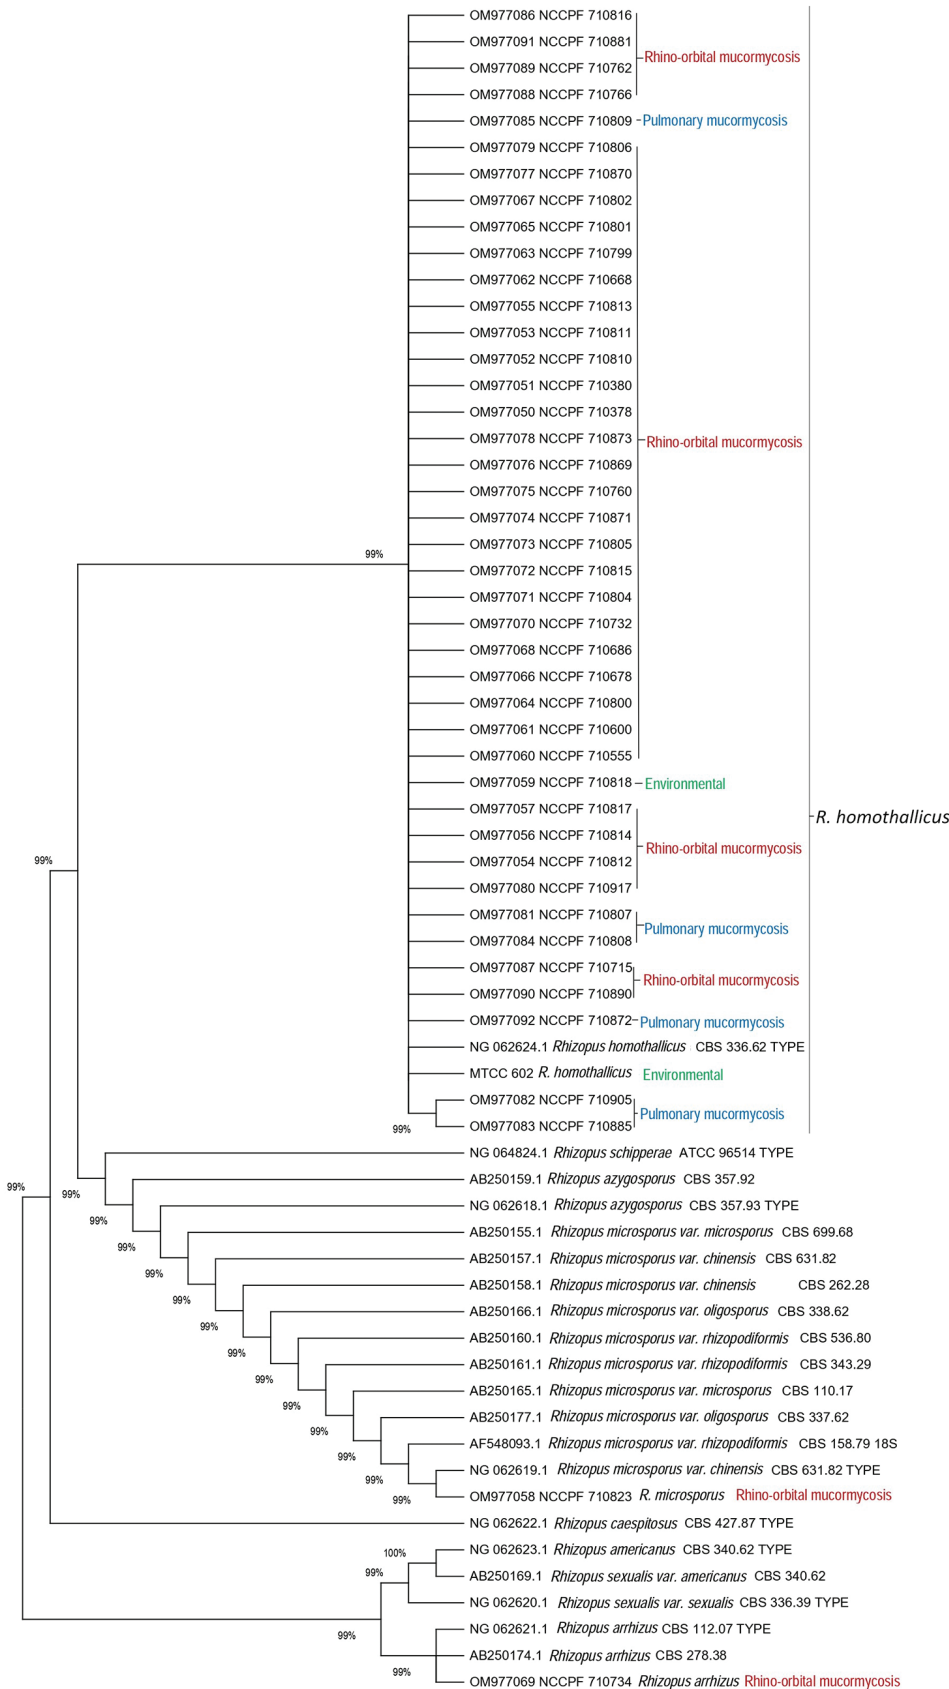 OM977086 NCCPF 710816
OM977091 NCCPF 710881
Rhino-orbital mucormycosis
OM977089 NCCPF 710762
OM977088 NCCPF 710766
OM977085 NCCPF 710809 Pulmonary mucormycosis
OM977079 NCCPF 710806
OM977077 NCCPF 710870
OM977067 NCCPF 710802
OM977065 NCCPF 710801
OM977063 NCCPF 710799
OM977062 NCCPF 710668
OM977055 NCCPF 710813
OM977053 NCCPF 710811
OM977052 NCCPF 710810
OM977051 NCCPF 710380
OM977050 NCCPF 710378
OM977078 NCCPF 710873 Rhino-orbital mucormycosis
OM977076 NCCPF 710869
OM977075 NCCPF 710760
OM977074 NCCPF 710871
OM977073 NCCPF 710805
99%
OM977072 NCCPF 710815
OM977071 NCCPF 710804
OM977070 NCCPF 710732
OM977068 NCCPF 710686
OM977066 NCCPF 710678
OM977064 NCCPF 710800
OM977061 NCCPF 710600
OM977060 NCCPF 710555
OM977059 NCCPF 710818 Environmental
OM977057 NCCPF 710817
R. homothallicus
OM977056 NCCPF 710814
Rhino-orbital mucormycosis
99%
OM977054 NCCPF 710812
OM977080 NCCPF 710917
OM977081 NCCPF 710807
Pulmonary mucormycosis
OM977084 NCCPF 710808
OM977087 NCCPF 710715
Rhino-orbital mucormycosis
OM977090 NCCPF 710890
OM977092 NCCPF 710872 Pulmonary mucormycosis
NG 062624.1 Rhizopus homothallicus CBS 336.62 TYPE
MTCC 602 R. homothallicus Environmental
OM977082 NCCPF 710905
Pulmonary mucormycosis
OM977083 NCCPF 710885
99%
NG 064824.1 Rhizopus schipperae ATCC 96514 TYPE
AB250159.1 Rhizopus azygosporus CBS 357.92
99%
99%
NG 062618.1 Rhizopus azygosporus CBS 357.93 TYPE
99%
AB250155.1 Rhizopus microsporus var. microsporus CBS 699.68
99%
AB250157.1 Rhizopus microsporus var. chinensis CBS 631.82
AB250158.1 Rhizopus microsporus var. chinensis CBS 262.28
99%
AB250166.1 Rhizopus microsporus var. oligosporus CBS 338.62
99%
AB250160.1 Rhizopus microsporus var. rhizopodiformis CBS 536.80
99%
AB250161.1 Rhizopus microsporus var. rhizopodiformis CBS 343.29
99%
AB250165.1 Rhizopus microsporus var. microsporus CBS 110.17
99%
AB250177.1 Rhizopus microsporus var. oligosporus CBS 337.62
99%
AF548093.1 Rhizopus microsporus var. rhizopodiformis CBS 158.79 18S
99%
NG 062619.1 Rhizopus microsporus var. chinensis CBS 631.82 TYPE
99%
OM977058 NCCPF 710823 R. microsporus Rhino-orbital mucormycosis
99%
NG 062622.1 Rhizopus caespitosus CBS 427.87 TYPE
NG 062623.1 Rhizopus americanus CBS 340.62 TYPE
100%
AB250169.1 Rhizopus sexualis var. americanus CBS 340.62
99%
NG 062620.1 Rhizopus sexualis var. sexualis CBS 336.39 TYPE
NG 062621.1 Rhizopus arrhizus CBS 112.07 TYPE
99%
AB250174.1 Rhizopus arrhizus CBS 278.38
99%
OM977069 NCCPF 710734 Rhizopus arrhizus Rhino-orbital mucormycosis